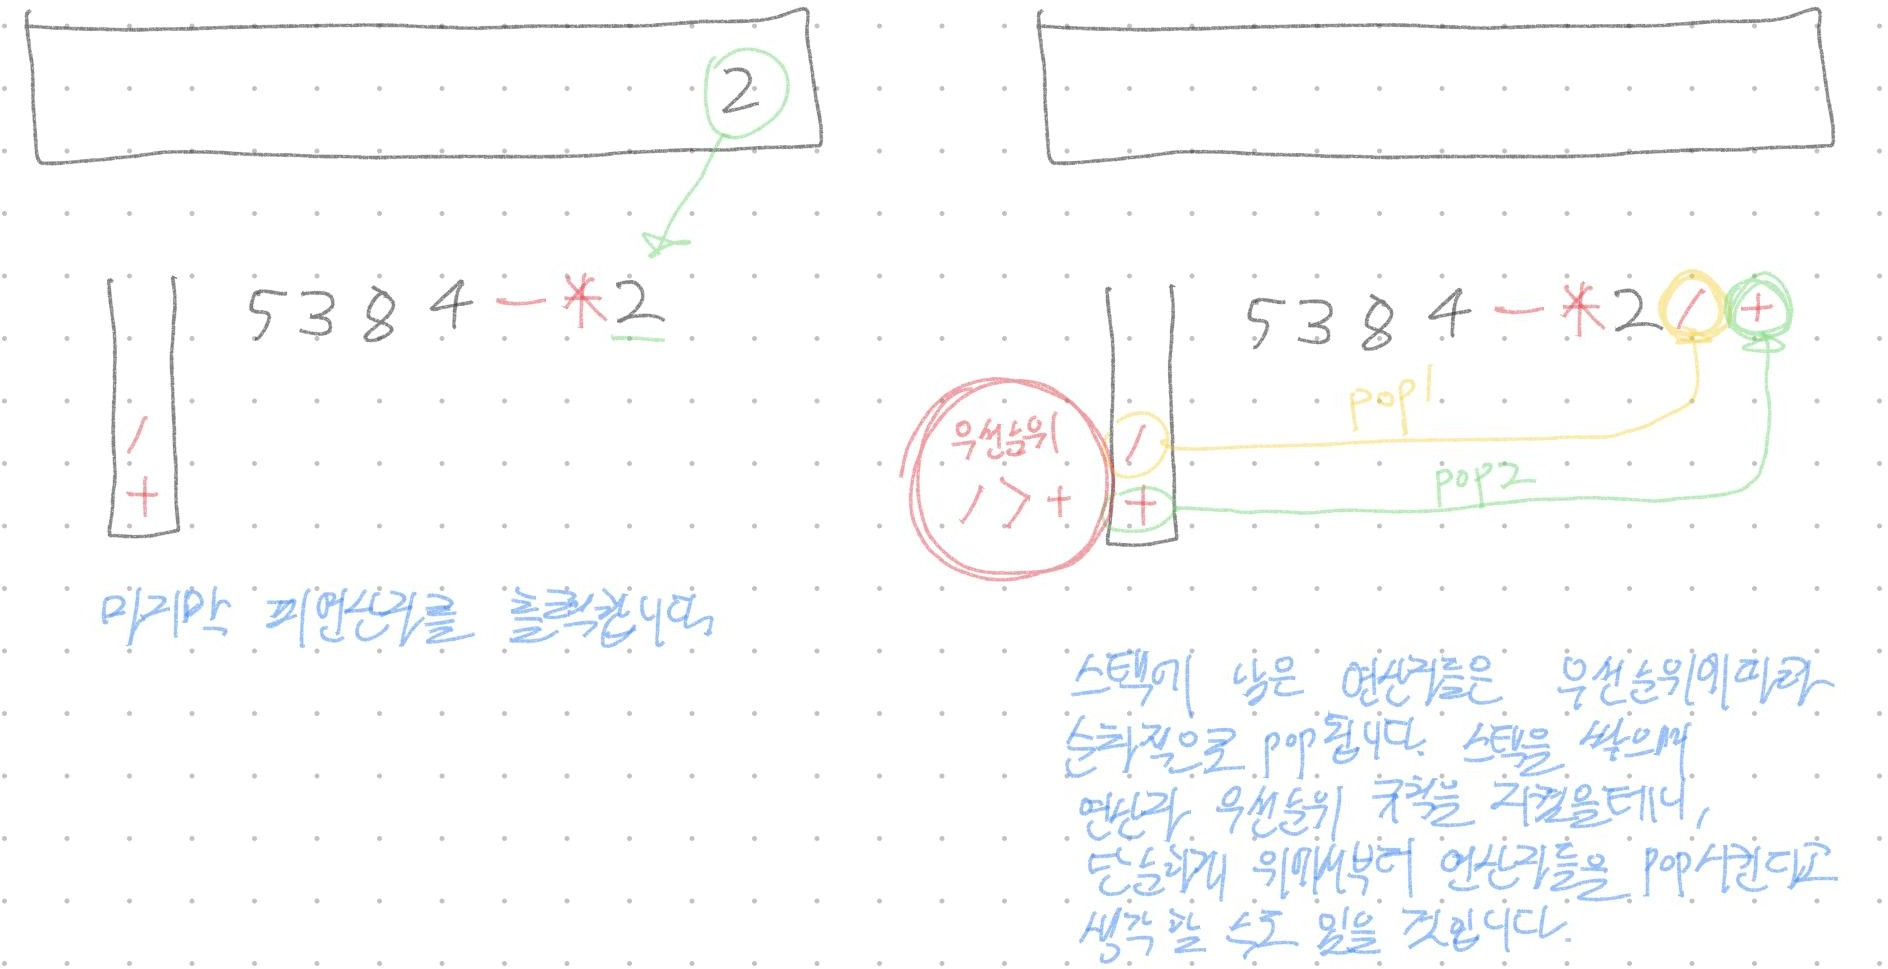 2
5 3 8 4 - * 2
/
+
마지막 피연산자를 출력합니다
5 3 8 4 - * 2 / +
pop1
우선순위
/ > +
/
+
pop2
스택에 남은 연산자들은 우선순위에 따라
순차적으로 pop됩니다. 스택을 쌓으며
연산자 우선순위 규칙을 지켰을테니,
단순하게 위에서부터 연산자들을 pop시킨다고
생각 할 수도 있을 것입니다.